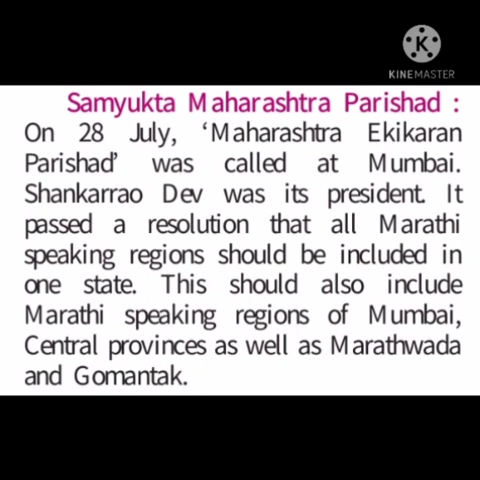 K
KINEMASTER
Samyukta Maharashtra Parishad :
On 28 July, ‘Maharashtra Ekikaran
Parishad’ was called at Mumbai.
Shankarrao Dev was its president. It
passed a resolution that all Marathi
speaking regions should be included in
one state. This should also include
Marathi speaking regions of Mumbai,
Central provinces as well as Marathwada
and Gomantak.